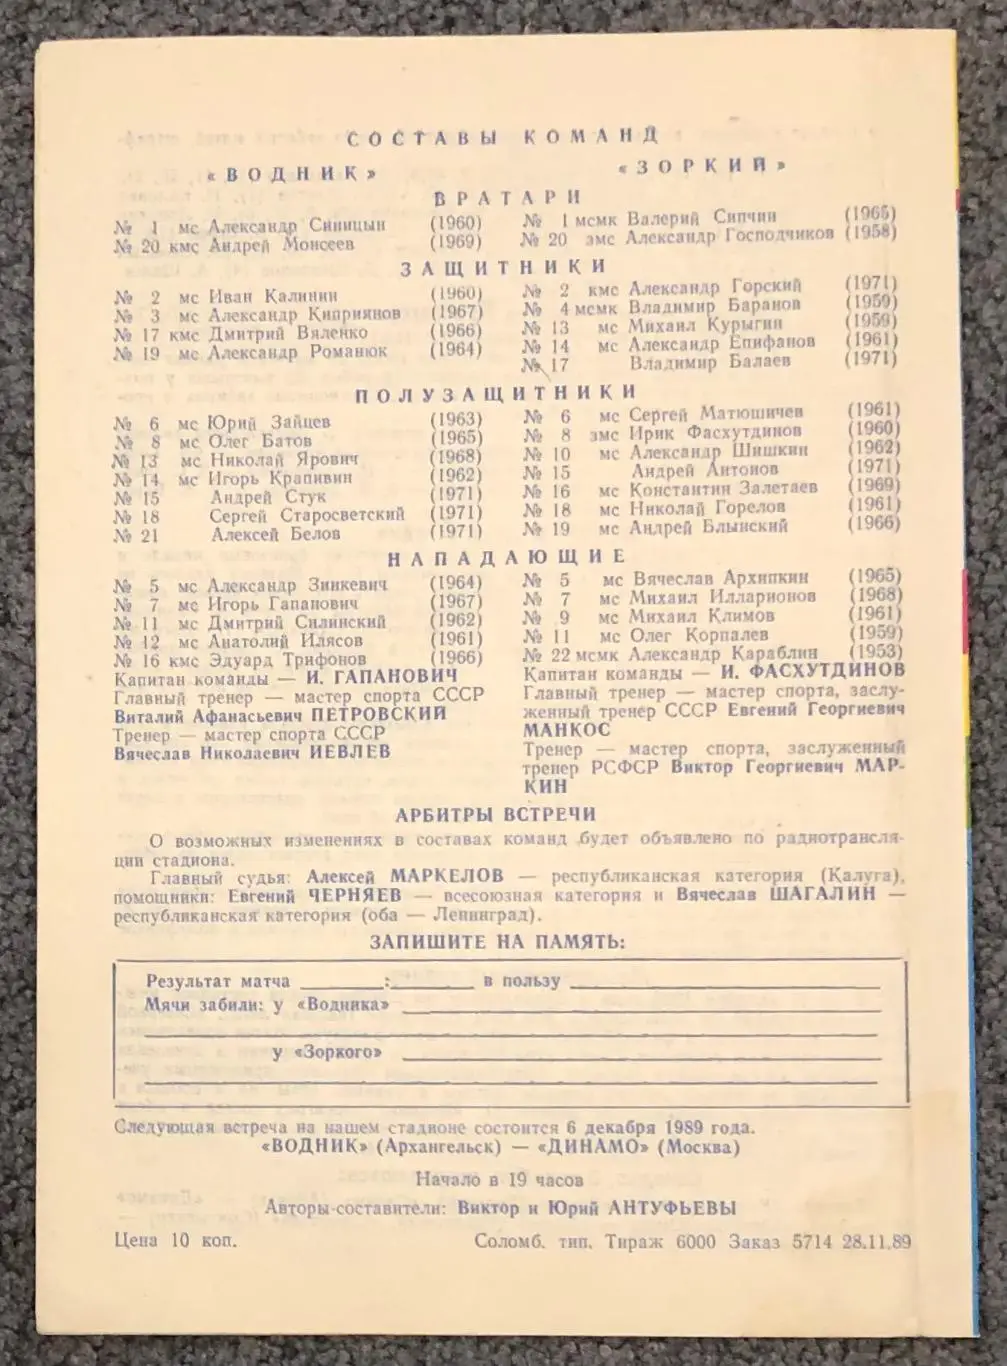 СОСТАВЫ КОМАНД
«ВОДНИК» «ЗОРКИЙ»
ВРАТАРИ
№ 1 мс Александр Синицын (1960) № 1 мсмк Валерий Сипчин (1965)
№ 20 кмс Андрей Монсеев (1969) № 20 змс Александр Господчиков (1958)
ЗАЩИТНИКИ
№ 2 мс Иван Калинин (1960) № 2 кмс Александр Горский (1971)
№ 3 мс Александр Киприянов (1967) № 4 мсмк Владимир Баранов (1959)
№ 17 кмс Дмитрий Вяленко (1966) № 13 мс Михаил Курыгин (1959)
№ 19 мс Александр Романюк (1964) № 14 мс Александр Епифанов (1961)
№ 17 Владимир Балаев (1971)
ПОЛУЗАЩИТНИКИ
№ 6 мс Юрий Зайцев (1963) № 6 мс Сергей Матюшичев (1961)
№ 8 мс Олег Батов (1965) № 8 змс Ирик Фасхутдинов (1960)
№ 13 мс Николай Ярович (1968) № 10 мс Александр Шишкин (1962)
№ 14 мс Игорь Крапивин (1962) № 15 Андрей Антонов (1971)
№ 15 Андрей Стук (1971) № 16 мс Константин Залетаев (1969)
№ 18 Сергей Старосветский (1971) № 18 мс Николай Горелов (1961)
№ 21 Алексей Белов (1971) № 19 мс Андрей Блынский (1966)
НАПАДАЮЩИЕ
№ 5 мс Александр Зинкевич (1964) № 5 мс Вячеслав Архипкин (1965)
№ 7 мс Игорь Гапанович (1967) № 7 мс Михаил Илларионов (1968)
№ 11 мс Дмитрий Силинский (1962) № 9 мс Михаил Климов (1961)
№ 12 мс Анатолий Илясов (1961) № 11 мс Олег Корпалев (1959)
№ 16 кмс Эдуард Трифонов (1966) № 22 мсмк Александр Караблин (1953)
Капитан команды — И. ГАПАНОВИЧ
Главный тренер — мастер спорта СССР
Виталий Афанасьевич ПЕТРОВСКИЙ
Тренер — мастер спорта СССР
Вячеслав Николаевич ИЕВЛЕВ
Капитан команды — И. ФАСХУТДИНОВ
Главный тренер — мастер спорта, заслу-
женный тренер СССР Евгений Георгиевич
МАНКОС
Тренер — мастер спорта, заслуженный
тренер РСФСР Виктор Георгиевич МАР-
КИН
АРБИТРЫ ВСТРЕЧИ
О возможных изменениях в составах команд будет объявлено по радиотрансля-
ции стадиона.
Главный судья: Алексей МАРКЕЛОВ — республиканская категория (Калуга),
помощники: Евгений ЧЕРНЯЕВ — всесоюзная категория и Вячеслав ШАГАЛИН —
республиканская категория (оба — Ленинград).
ЗАПИШИТЕ НА ПАМЯТЬ:
Результат матча ______:______ в пользу ______
Мячи забили: у «Водника» ______
у «Зоркого» ______
Следующая встреча на нашем стадионе состоится 6 декабря 1989 года.
«ВОДНИК» (Архангельск) — «ДИНАМО» (Москва)
Начало в 19 часов
Авторы-составители: Виктор и Юрий АНТУФЬЕВЫ
Цена 10 коп. Соломб. тип. Тираж 6000 Заказ 5714 28.11.89